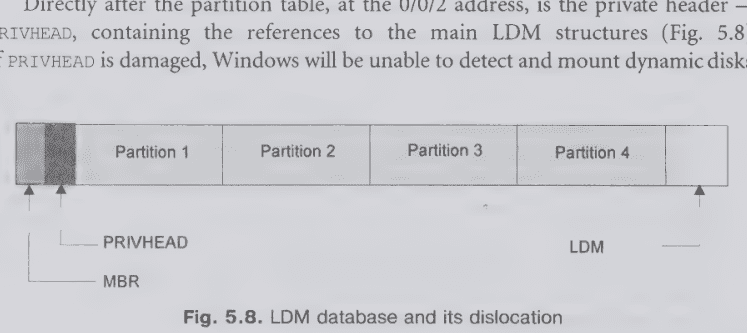 Directly after the partition table, at the 0/0/2 address, is the private header –
RIVHEAD, containing the references to the main LDM structures (Fig. 5.8
PRIVHEAD is damaged, Windows will be unable to detect and mount dynamic disks
Partition 1 Partition 2 Partition 3 Partition 4
PRIVHEAD LDM
MBR
Fig. 5.8. LDM database and its dislocation